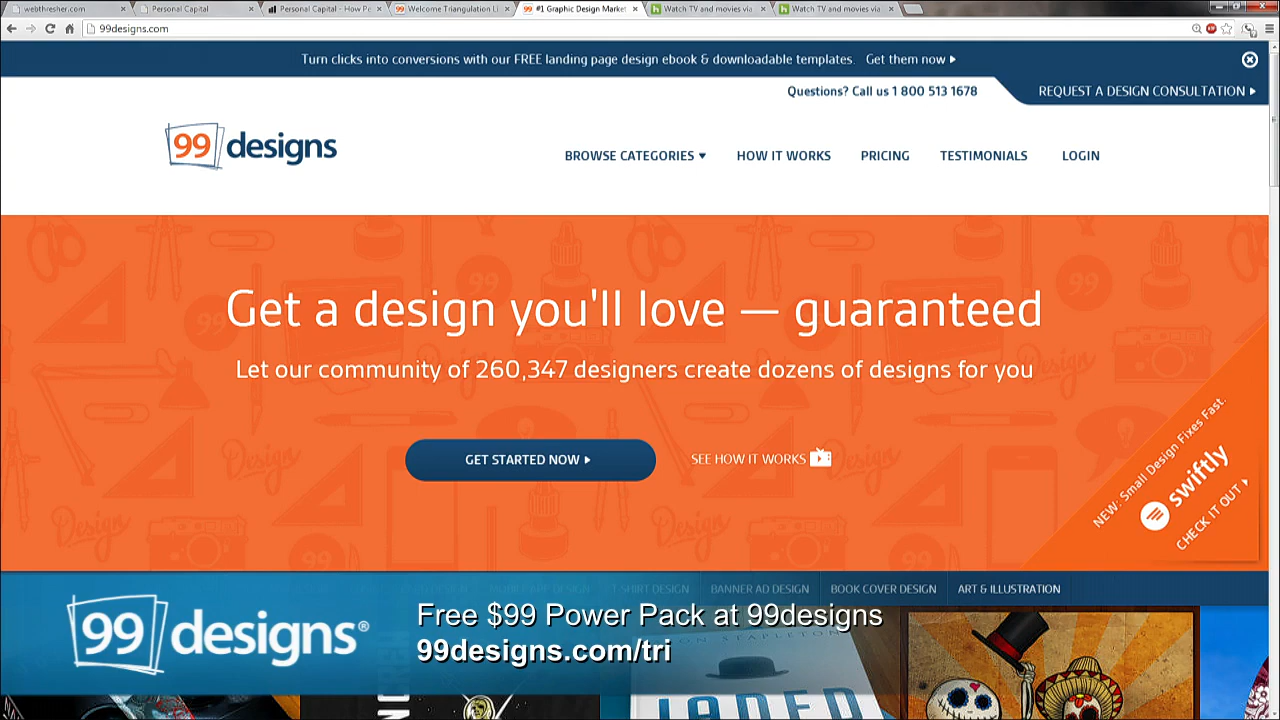 webthresher.com
Personal Capital
Personal Capital - How Po
Welcome Triangulation Li
#1 Graphic Design Market
Watch TV and movies via
Watch TV and movies via
99designs.com
Turn clicks into conversions with our FREE landing page design ebook & downloadable templates. Get them now
Questions? Call us 1 800 513 1678
REQUEST A DESIGN CONSULTATION
99designs
BROWSE CATEGORIES
HOW IT WORKS
PRICING
TESTIMONIALS
LOGIN
Get a design you'll love — guaranteed
Let our community of 260,347 designers create dozens of designs for you
GET STARTED NOW
SEE HOW IT WORKS
NEW: Small Design Fixes Fast.
swiftly
CHECK IT OUT
T-SHIRT DESIGN
BANNER AD DESIGN
BOOK COVER DESIGN
ART & ILLUSTRATION
99designs®
Free $99 Power Pack at 99designs
99designs.com/tri
STAPLETON
JADED